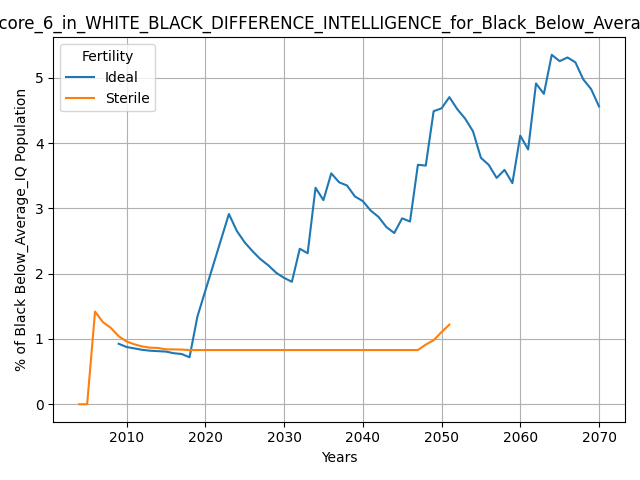 core_6_in_WHITE_BLACK_DIFFERENCE_INTELLIGENCE_for_Black_Below_Avera
Fertility
Ideal
Sterile
% of Black Below_Average_IQ Population
5
4
3
2
1
0
2010 2020 2030 2040 2050 2060 2070
Years